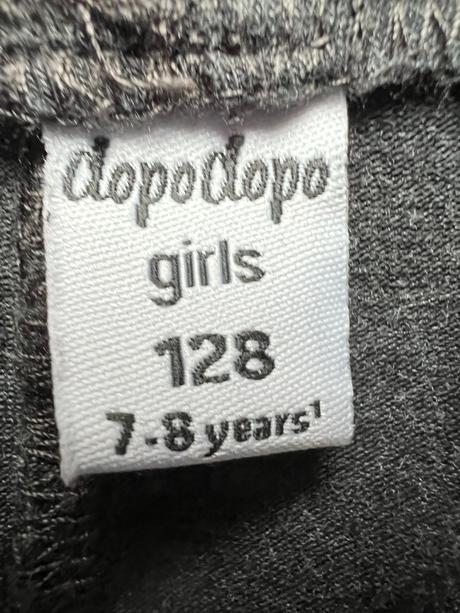 dopodopo
girls
128
7-8 years¹